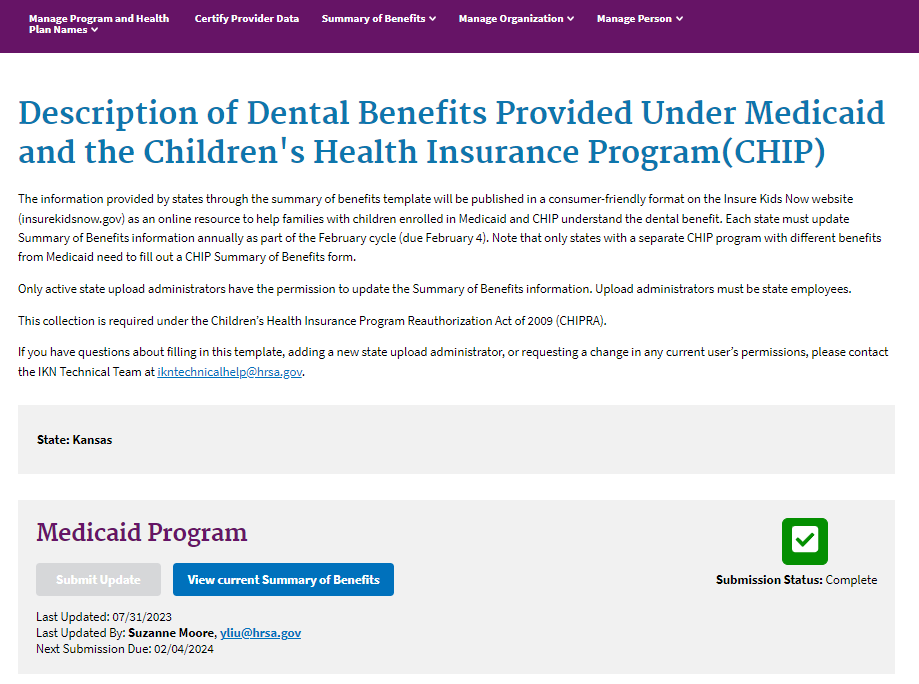 Manage Program and Health Plan Names
Certify Provider Data
Summary of Benefits
Manage Organization
Manage Person
Description of Dental Benefits Provided Under Medicaid
and the Children's Health Insurance Program(CHIP)
The information provided by states through the summary of benefits template will be published in a consumer-friendly format on the Insure Kids Now website
(insurekidsnow.gov) as an online resource to help families with children enrolled in Medicaid and CHIP understand the dental benefit. Each state must update
Summary of Benefits information annually as part of the February cycle (due February 4). Note that only states with a separate CHIP program with different benefits
from Medicaid need to fill out a CHIP Summary of Benefits form.
Only active state upload administrators have the permission to update the Summary of Benefits information. Upload administrators must be state employees.
This collection is required under the Children’s Health Insurance Program Reauthorization Act of 2009 (CHIPRA).
If you have questions about filling in this template, adding a new state upload administrator, or requesting a change in any current user’s permissions, please contact
the IKN Technical Team at ikntechnicalhelp@hrsa.gov.
State: Kansas
Medicaid Program
Submit Update
View current Summary of Benefits
Submission Status: Complete
Last Updated: 07/31/2023
Last Updated By: Suzanne Moore, yliu@hrsa.gov
Next Submission Due: 02/04/2024